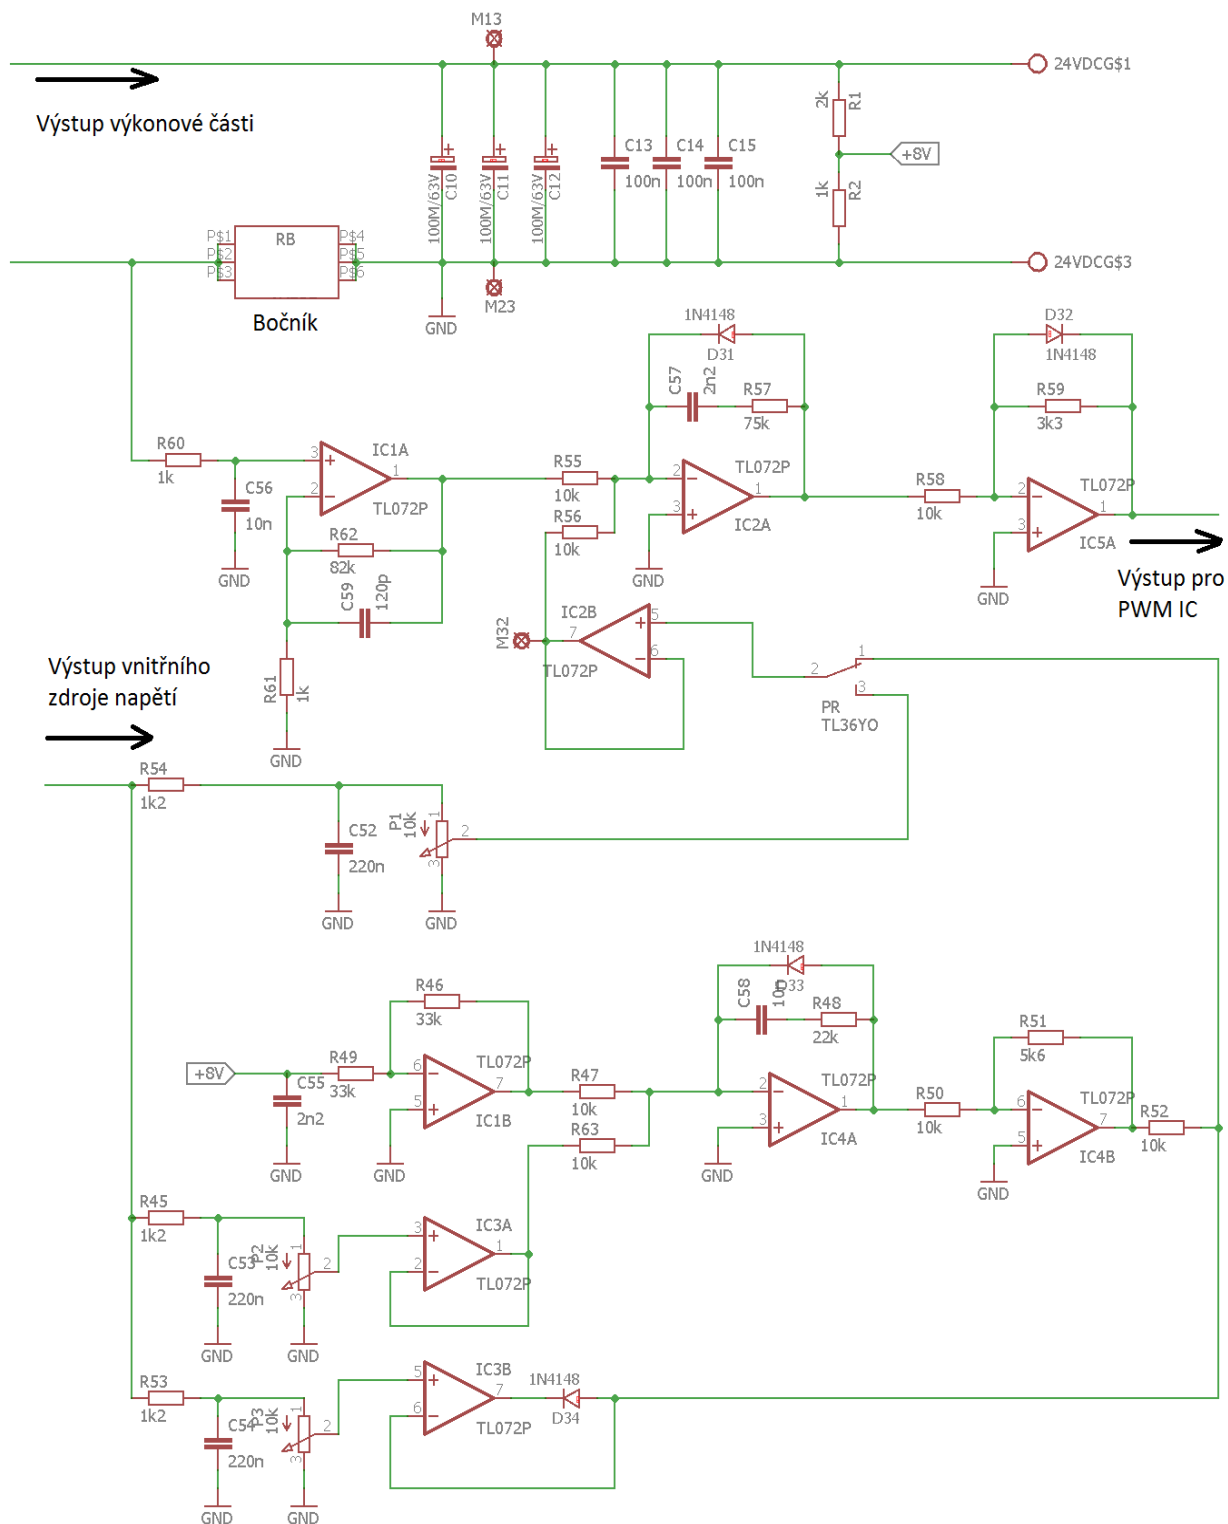 M13
24VDCG$1
Výstup výkonové části
2k
R1
+8V
1k
R2
100M/63V
C10
100M/63V
C11
100M/63V
C12
C13
100n
C14
100n
C15
100n
P$1
P$2
P$3
RB
P$4
P$5
P$6
24VDCG$3
Bočník
GND
M23
1N4148
D31
C57
2n2
R57
75k
D32
1N4148
R59
3k3
R60
1k
C56
10n
GND
3
2
1
IC1A
TL072P
R62
82k
C59
120p
R61
1k
GND
R55
10k
R56
10k
2
3
1
TL072P
IC2A
GND
R58
10k
2
3
1
TL072P
IC5A
GND
Výstup pro
PWM IC
M32
IC2B
7
5
6
TL072P
2
1
3
PR
TL36YO
Výstup vnitřního
zdroje napětí
R54
1k2
C52
220n
GND
P1
10k
1
2
3
GND
1N4148
D33
C58
10n
R48
22k
R46
33k
+8V
C55
2n2
GND
R49
33k
6
5
7
TL072P
IC1B
GND
R47
10k
R63
10k
2
3
1
TL072P
IC4A
GND
R50
10k
R51
5k6
6
5
7
TL072P
IC4B
GND
R52
10k
R45
1k2
C53
220n
GND
P2
10k
1
2
3
GND
3
2
1
IC3A
TL072P
R53
1k2
C54
220n
GND
P3
10k
1
2
3
GND
5
6
7
IC3B
TL072P
1N4148
D34